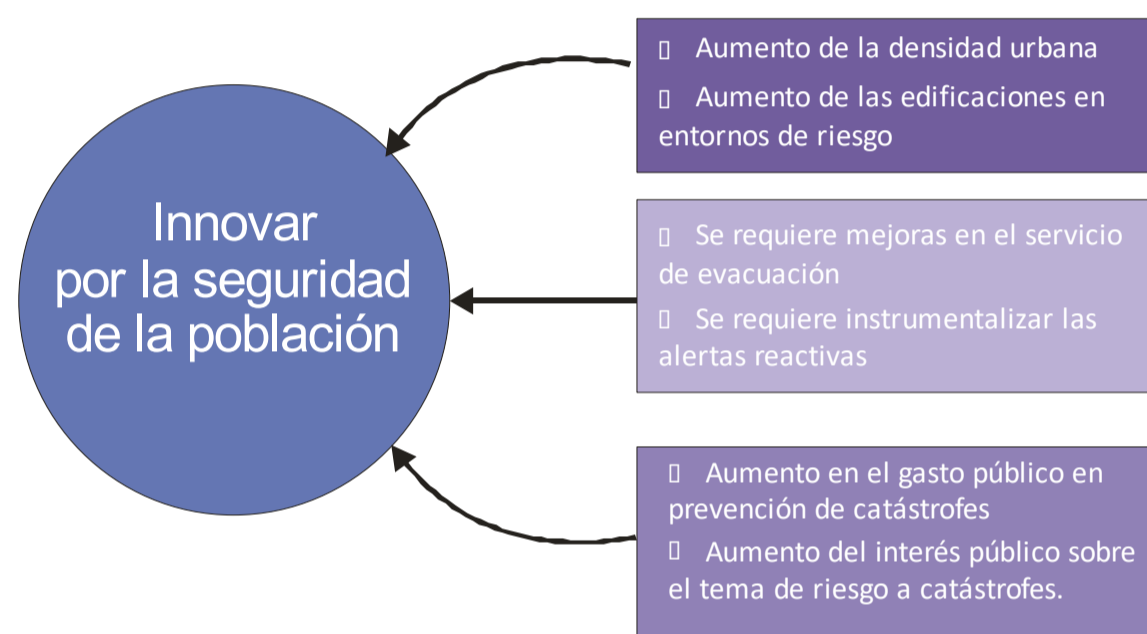 Innovar
por la seguridad
de la población
▯ Aumento de la densidad urbana
▯ Aumento de las edificaciones en
entornos de riesgo
▯ Se requiere mejoras en el servicio
de evacuación
▯ Se requiere instrumentalizar las
alertas reactivas
▯ Aumento en el gasto público en
prevención de catástrofes
▯ Aumento del interés público sobre
el tema de riesgo a catástrofes.